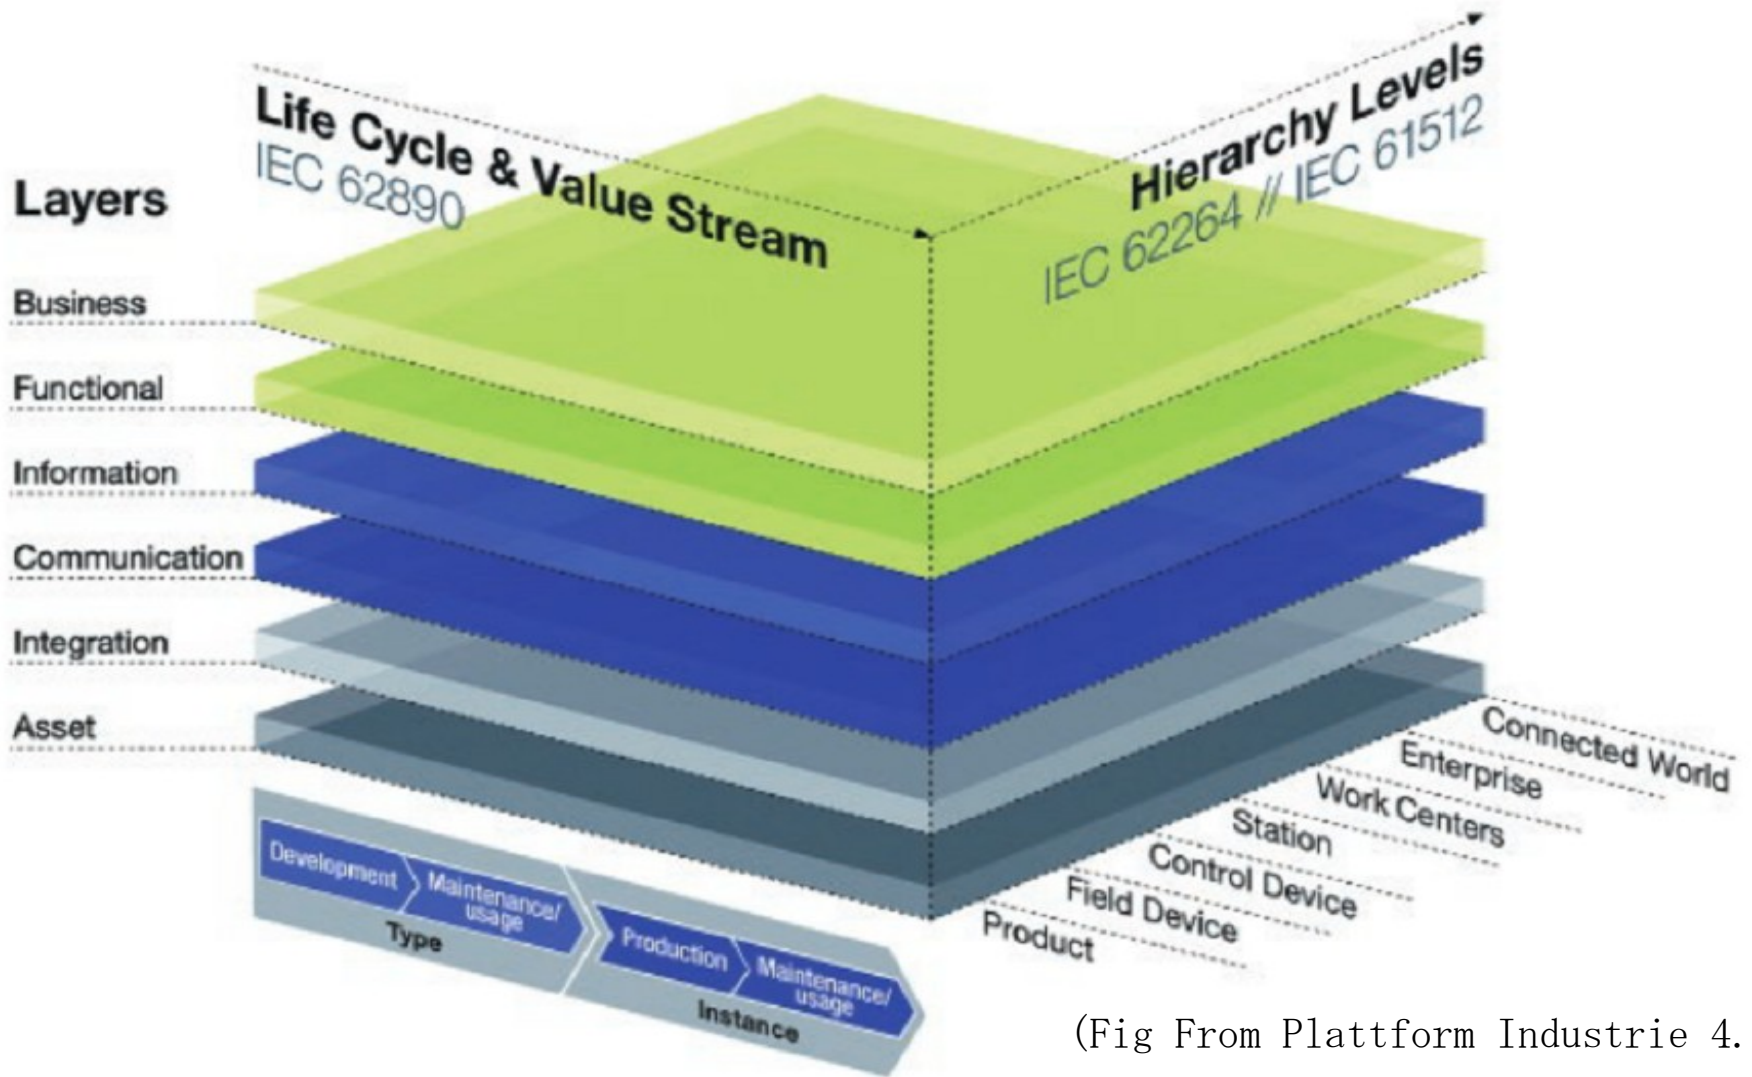 Life Cycle & Value Stream
IEC 62890
Hierarchy Levels
IEC 62264 // IEC 61512
Layers
Business
Functional
Information
Communication
Integration
Asset
Development
Maintenance/
usage
Type
Production
Maintenance/
usage
Instance
Connected World
Enterprise
Work Centers
Station
Control Device
Field Device
Product
(Fig From Plattform Industrie 4.